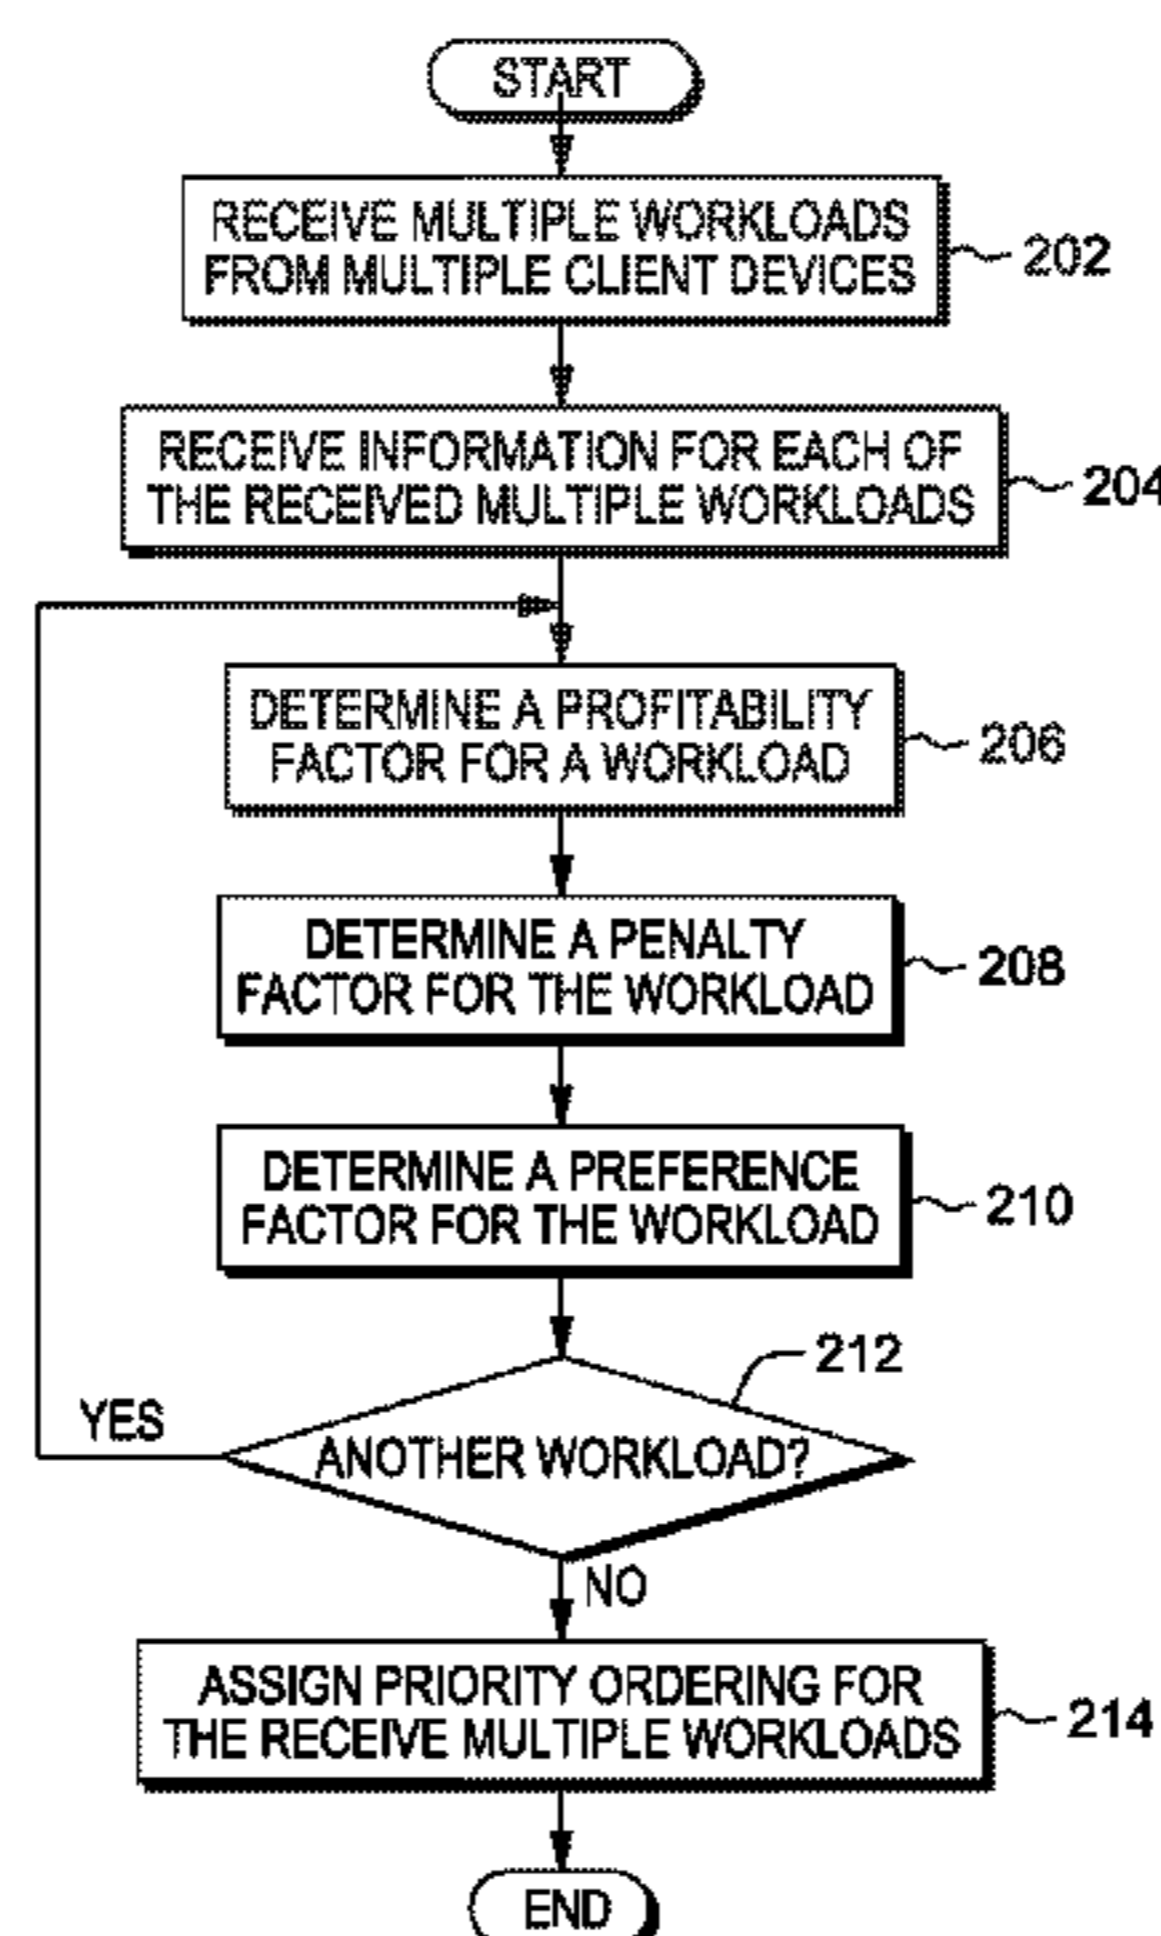 START
RECEIVE MULTIPLE WORKLOADS
FROM MULTIPLE CLIENT DEVICES
202
RECEIVE INFORMATION FOR EACH OF
THE RECEIVED MULTIPLE WORKLOADS
204
DETERMINE A PROFITABILITY
FACTOR FOR A WORKLOAD
206
DETERMINE A PENALTY
FACTOR FOR THE WORKLOAD
208
DETERMINE A PREFERENCE
FACTOR FOR THE WORKLOAD
210
212
YES
ANOTHER WORKLOAD?
NO
ASSIGN PRIORITY ORDERING FOR
THE RECEIVE MULTIPLE WORKLOADS
214
END